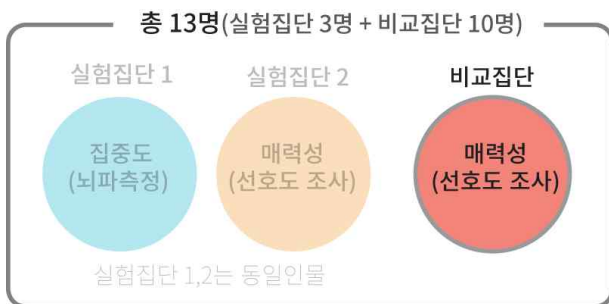 총 13명(실험집단 3명 + 비교집단 10명)
실험집단 1
실험집단 2
비교집단
집중도
(뇌파측정)
매력성
(선호도 조사)
매력성
(선호도 조사)
실험집단 1,2는 동일인물